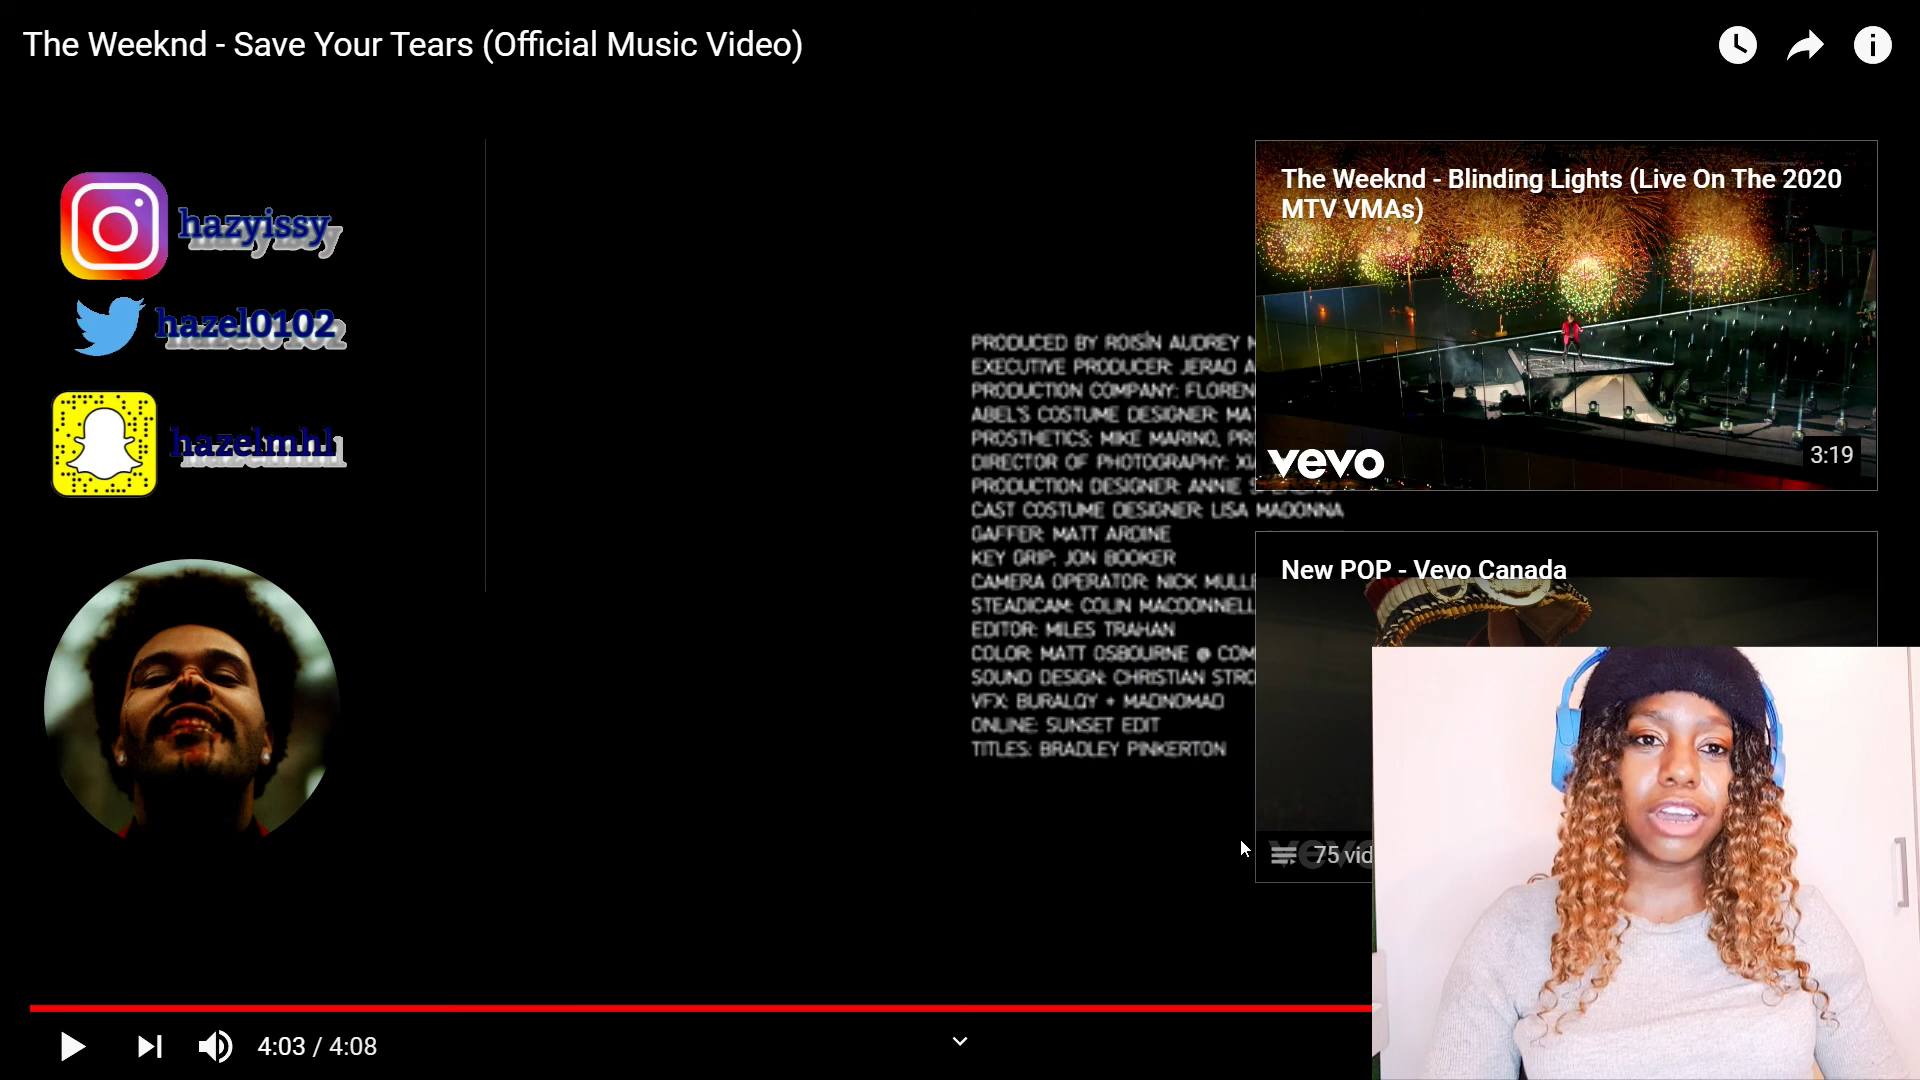 The Weeknd - Save Your Tears (Official Music Video)
hazyissy
hazel0102
hazelmhl
PRODUCED BY ROISÍN AUDREY
EXECUTIVE PRODUCER: JERAD
PRODUCTION COMPANY:
ABEL'S COSTUME DESIGNER:
PROSTHETICS: MIKE MARINO,
DIRECTOR OF PHOTOGRAPHY:
PRODUCTION DESIGNER: ANNIE
CAST COSTUME DESIGNER: LISA MADONNA
GAFFER: MATT ARDINE
KEY GRIP: JON BOOKER
CAMERA OPERATOR: NICK
STEADICAM: COLIN MACDONNELL
EDITOR: MILES TRAHAN
COLOR: MATT OSBOURNE @
SOUND DESIGN: CHRISTIAN
VFX: BURALQY + MADNOMAD
ONLINE: SUNSET EDIT
TITLES: BRADLEY PINKERTON
The Weeknd - Blinding Lights (Live On The 2020
MTV VMAs)
vevo
3:19
New POP - Vevo Canada
vevo
75 vid
4:03 / 4:08